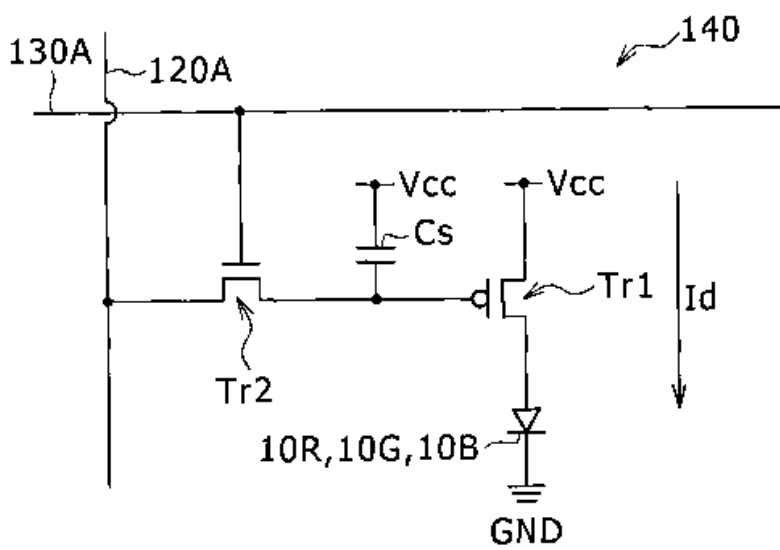 140
130A
120A
Vcc
Vcc
Cs
Tr1
Id
Tr2
10R,10G,10B
GND